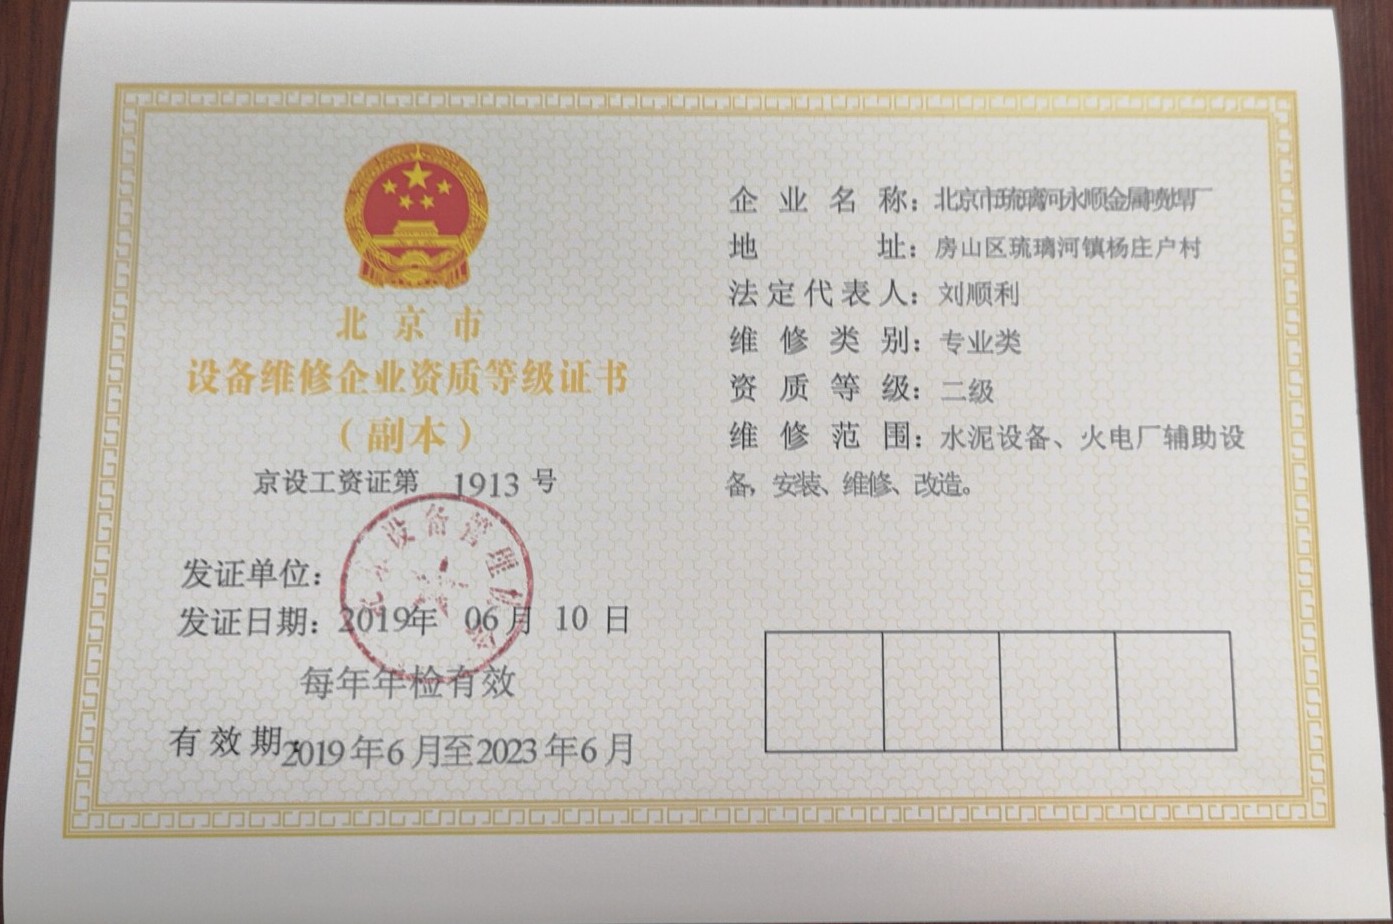 北京市
设备维修企业资质等级证书
（副本）
京设工资证第 1913 号
发证单位：
设备管理
发证日期：2019年 06月 10 日
每年年检有效
有效期：2019年6月至2023年6月
企业名称：北京市琉璃河永顺金属喷焊厂
地址：房山区琉璃河镇杨庄户村
法定代表人：刘顺利
维修类别：专业类
资质等级：二级
维修范围：水泥设备、火电厂辅助设
备，安装、维修、改造。